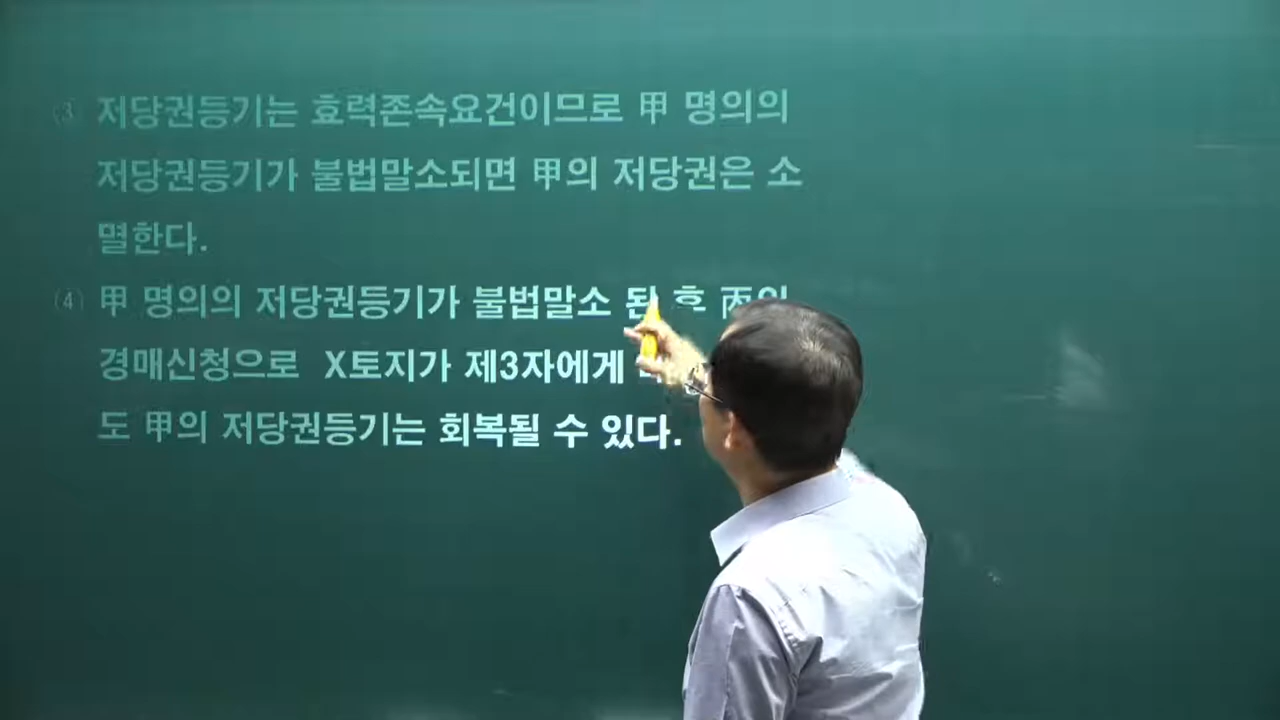 (3) 저당권등기는 효력존속요건이므로 甲 명의의
저당권등기가 불법말소되면 甲의 저당권은 소
멸한다.
(4) 甲 명의의 저당권등기가 불법말소 된 후 丙의
경매신청으로 X토지가 제3자에게
도 甲의 저당권등기는 회복될 수 있다.